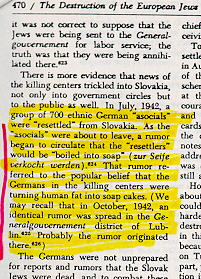 470 / The Destruction of the European Jews
it was not correct to suppose that the
Jews were being sent to the General-
gouvernement for labor service; the
truth was that they were being annihi-
lated there.⁶²³
There is more evidence that news of
the killing centers trickled into Slovakia,
not only into government circles but
to the public as well. In July, 1942, a
group of 700 ethnic German "asocials"
were "resettled" from Slovakia. As the
"asocials" were about to leave, a rumor
began to circulate that the "resettlers"
would be "boiled into soap" (zur Seife
gekocht werden).⁶²⁴ That rumor re-
ferred to the popular belief that the
Germans in the killing centers were
turning human fat into soap cakes. (We
may recall that in October, 1942, an
identical rumor was spread in the Ge-
neralgouvernement district of Lub-
lin.⁶²⁵ Probably the rumor originated
there.⁶²⁶)
The Germans were not unprepared
for reports and rumors that the Slovak
Jews were dead and to combat these